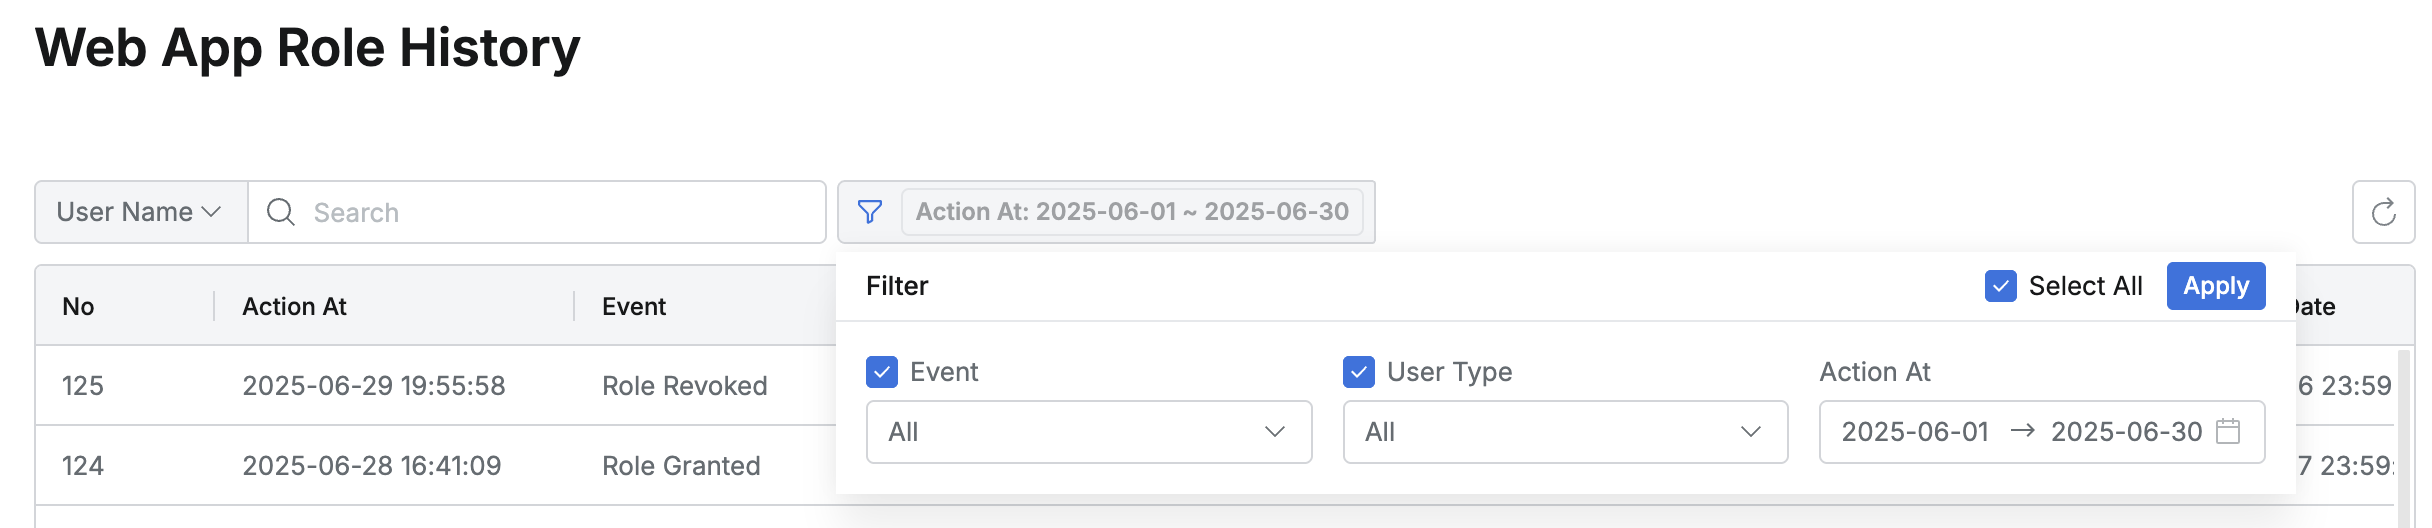 Web App Role History
User Name Search Action At: 2025-06-01 ~ 2025-06-30
Filter Select All Apply
No Action At Event
Event User Type Action At
125 2025-06-29 19:55:58 Role Revoked 6 23:59
All All 2025-06-01 → 2025-06-30
124 2025-06-28 16:41:09 Role Granted 7 23:59: